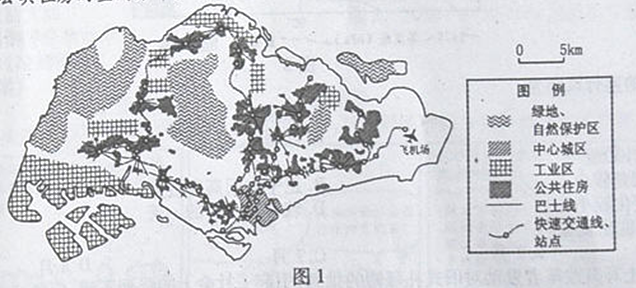 0 5km
图 例
绿地、
自然保护区
中心城区
工业区
公共住房
巴士线
快速交通线、
站点
飞机场
图1